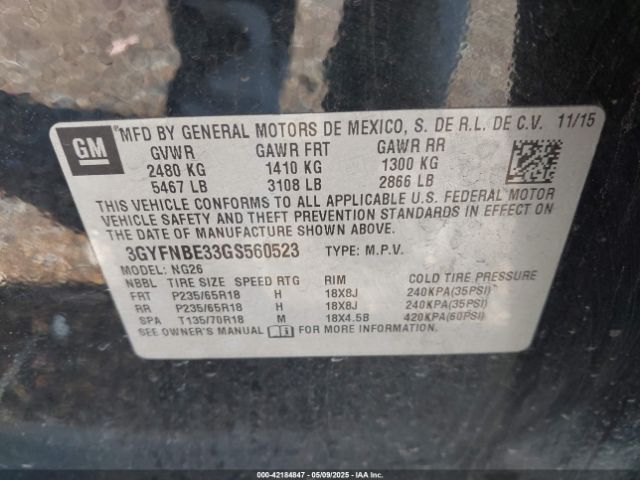 GM
MFD BY GENERAL MOTORS DE MEXICO, S. DE R.L. DE C.V. 11/15
GVWR GAWR FRT GAWR RR
2480 KG 1410 KG 1300 KG
5467 LB 3108 LB 2866 LB
THIS VEHICLE CONFORMS TO ALL APPLICABLE U.S. FEDERAL MOTOR
VEHICLE SAFETY AND THEFT PREVENTION STANDARDS IN EFFECT ON
THE DATE OF MANUFACTURE SHOWN ABOVE.
3GYFNBE33GS560523 TYPE: M.P.V.
MODEL: NG26
NBBL TIRE SIZE SPEED RTG RIM COLD TIRE PRESSURE
FRT P235/65R18 H 18X8J 240KPA(35PSI)
RR P235/65R18 H 18X8J 240KPA(35PSI)
SPA T135/70R18 M 18X4.5B 420KPA(60PSI)
SEE OWNER'S MANUAL FOR MORE INFORMATION.
000-42184847 - 05/09/2025 - IAAI.COM